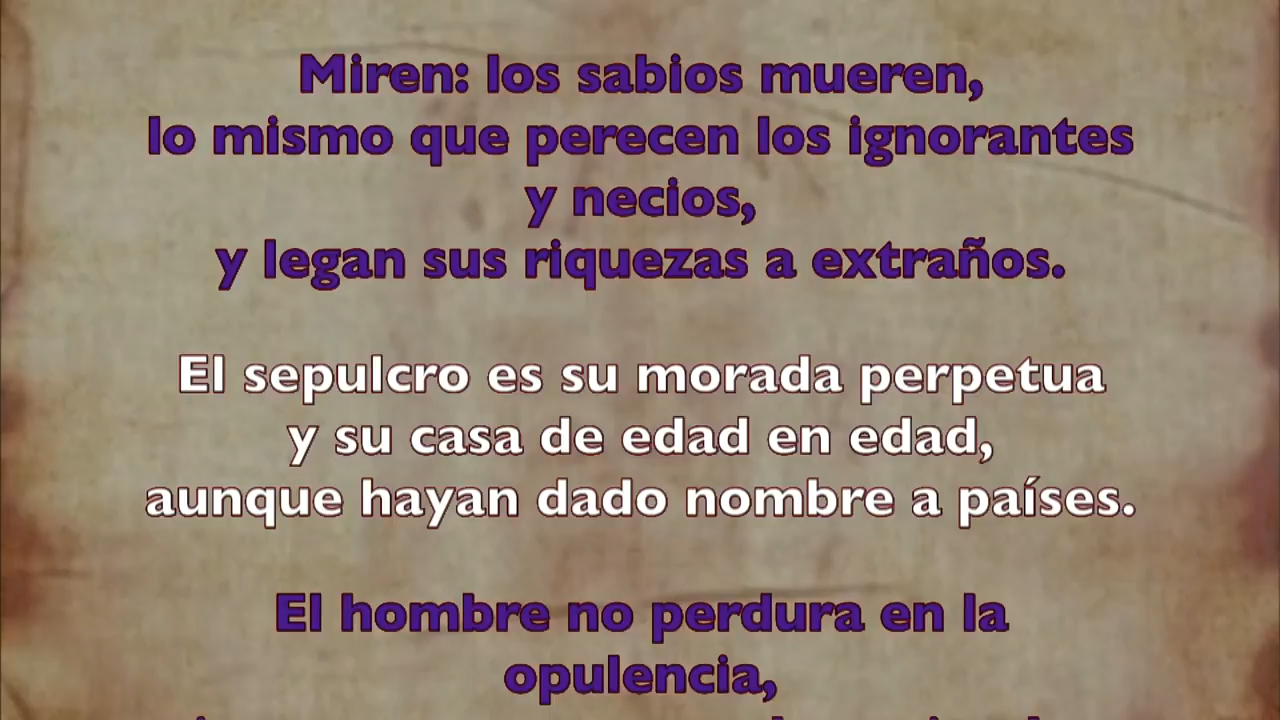 Miren: los sabios mueren,
lo mismo que perecen los ignorantes
y necios,
y legan sus riquezas a extraños.
El sepulcro es su morada perpetua
y su casa de edad en edad,
aunque hayan dado nombre a países.
El hombre no perdura en la
opulencia,